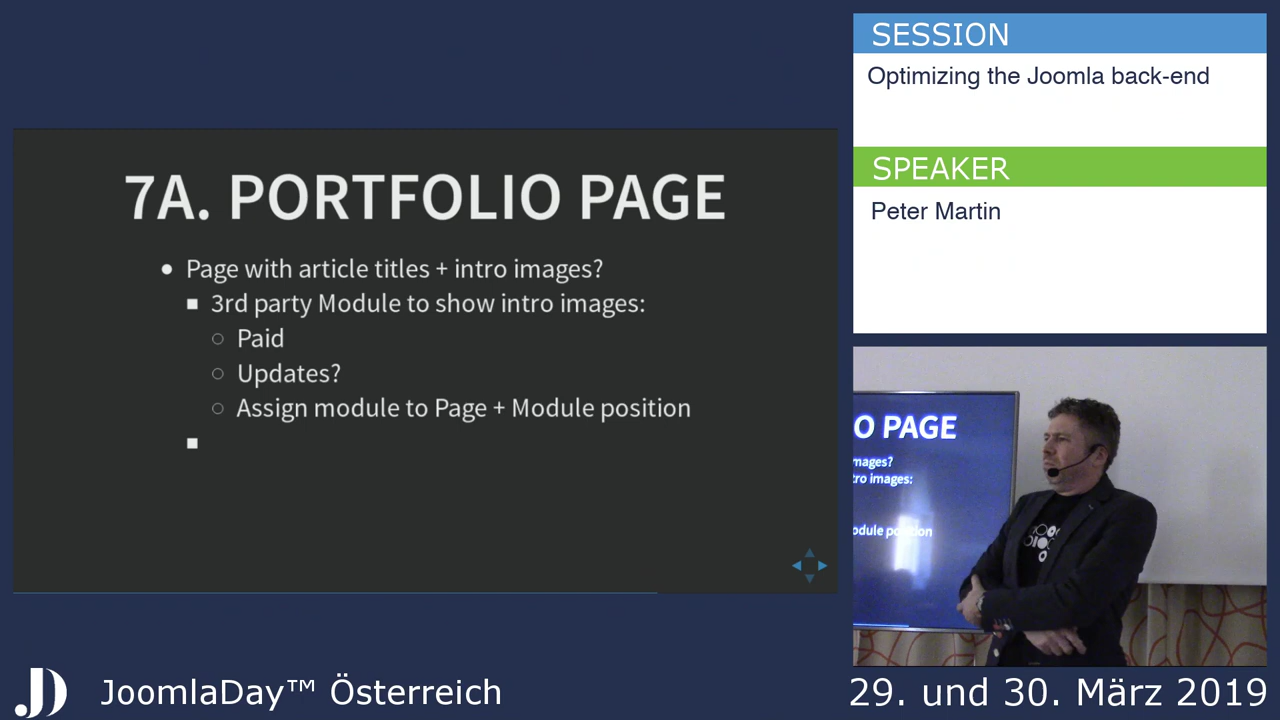 SESSION
Optimizing the Joomla back-end
SPEAKER
Peter Martin
7A. PORTFOLIO PAGE
Page with article titles + intro images?
3rd party Module to show intro images:
Paid
Updates?
Assign module to Page + Module position
O PAGE
mages?
tro images:
odule position
JD JoomlaDay™ Österreich
29. und 30. März 2019